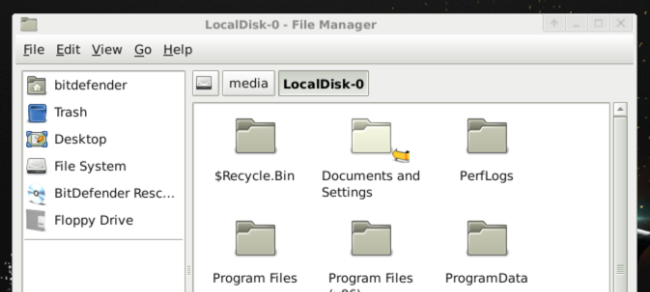 LocalDisk-0 - File Manager
File Edit View Go Help
bitdefender
Trash
Desktop
File System
BitDefender Resc...
Floppy Drive
media LocalDisk-0
$Recycle.Bin
Documents and
Settings
PerfLogs
Program Files
Program Files
ProgramData